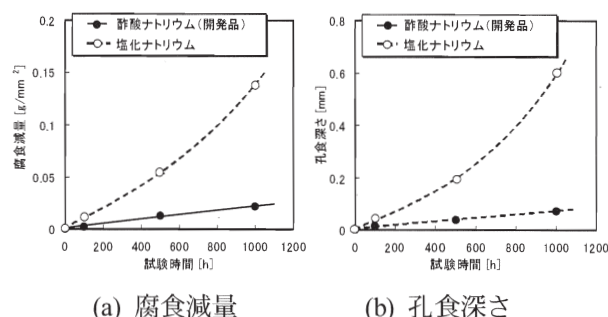 酢酸ナトリウム（開発品）
塩化ナトリウム
腐食減量 [g/mm²]
0.2
0.15
0.1
0.05
0
0 200 400 600 800 1000 1200
試験時間 [h]
(a) 腐食減量
酢酸ナトリウム（開発品）
塩化ナトリウム
孔食深さ [mm]
0.8
0.6
0.4
0.2
0.0
0 200 400 600 800 1000 1200
試験時間 [h]
(b) 孔食深さ